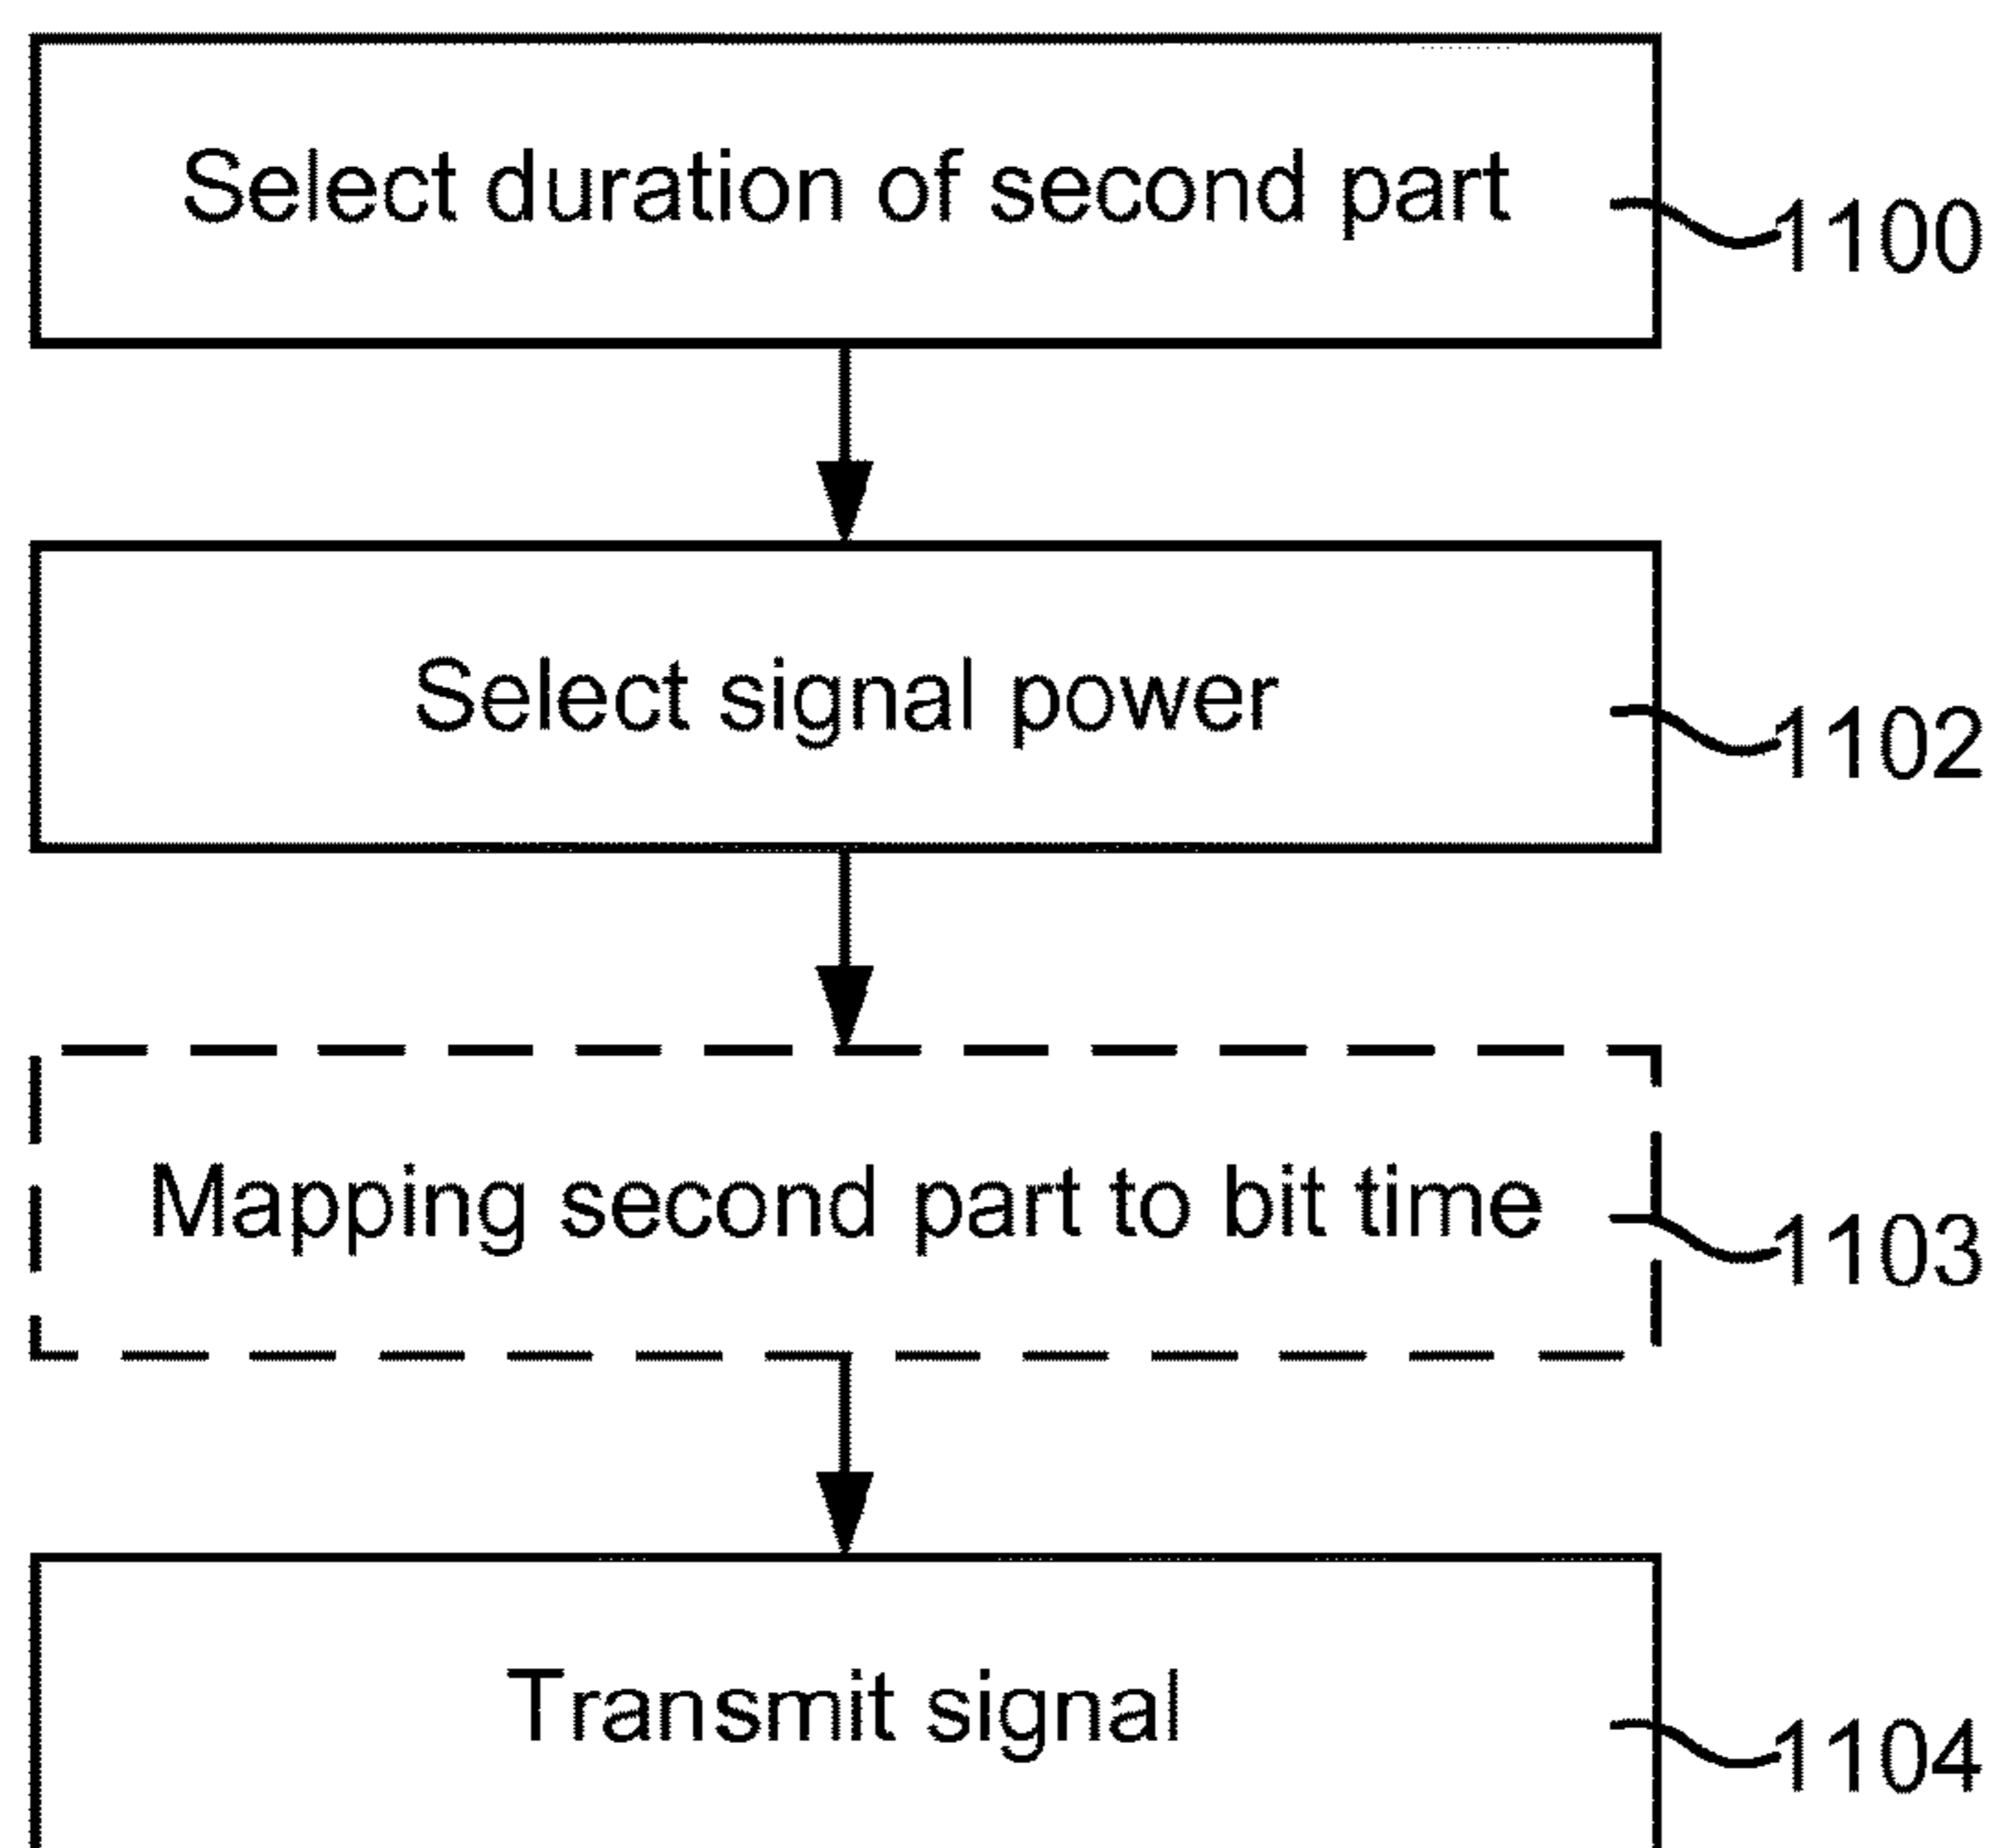 Select duration of second part
1100
Select signal power
1102
Mapping second part to bit time
1103
Transmit signal
1104